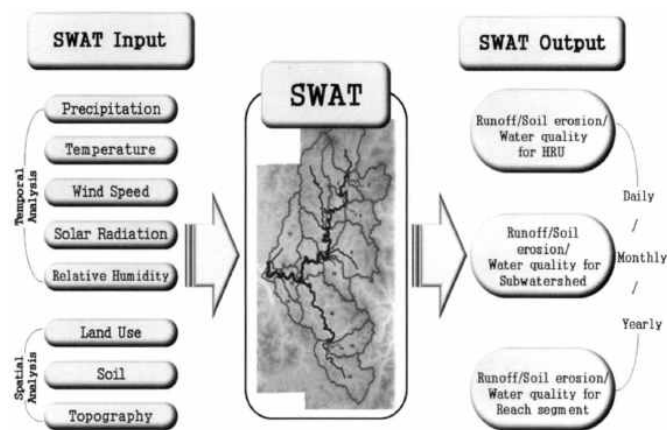 SWAT Input
Precipitation
Temperature
Wind Speed
Solar Radiation
Relative Humidity
Temporal
Analysis
Land Use
Soil
Topography
Spatial
Analysis
SWAT
SWAT Output
Runoff/Soil erosion/
Water quality
for HRU
Runoff/Soil
erosion/
Water quality for
Subwatershed
Runoff/Soil erosion/
Water quality for
Reach segment
Daily
/
Monthly
/
Yearly